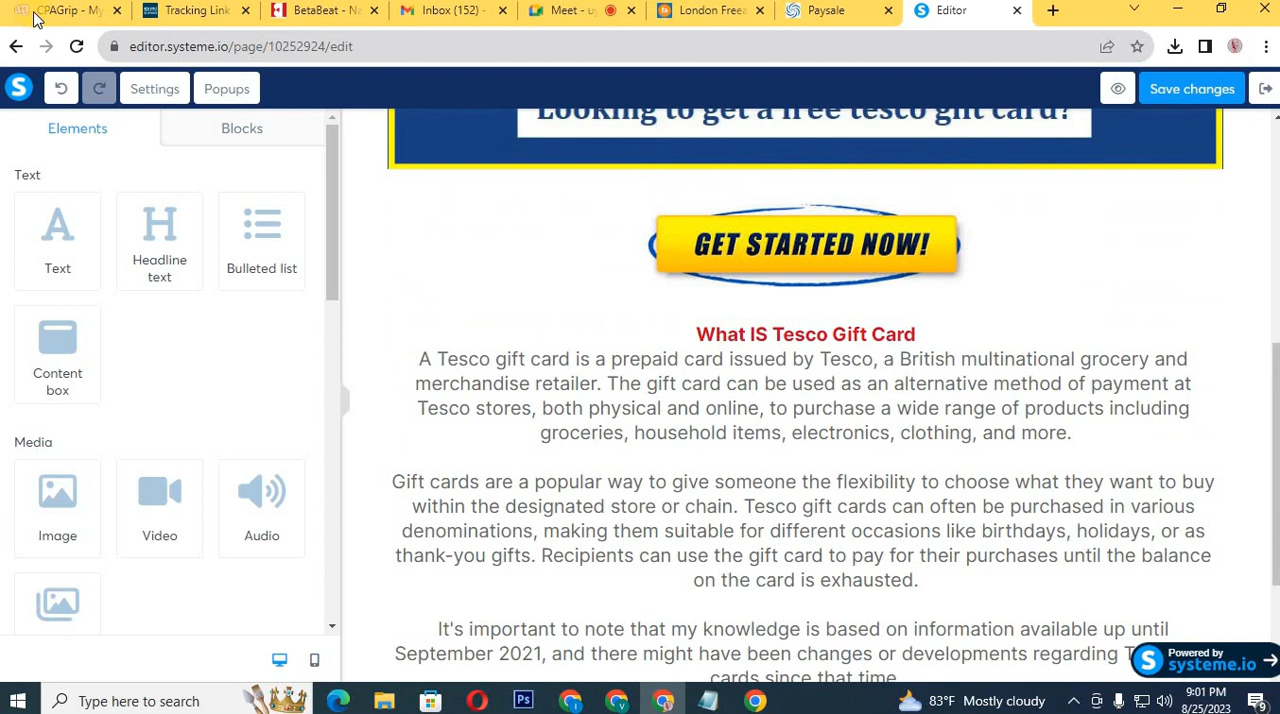 CPAGrip - My
Tracking Link
BetaBeat - Na
Inbox (152) -
Meet - uy
London Freea
Paysale
Editor
editor.systeme.io/page/10252924/edit
Settings
Popups
Save changes
Elements
Blocks
Text
Text
Headline
text
Bulleted list
Content
box
Media
Image
Video
Audio
Looking to get a free tesco gift card?
GET STARTED NOW!
What IS Tesco Gift Card
A Tesco gift card is a prepaid card issued by Tesco, a British multinational grocery and
merchandise retailer. The gift card can be used as an alternative method of payment at
Tesco stores, both physical and online, to purchase a wide range of products including
groceries, household items, electronics, clothing, and more.
Gift cards are a popular way to give someone the flexibility to choose what they want to buy
within the designated store or chain. Tesco gift cards can often be purchased in various
denominations, making them suitable for different occasions like birthdays, holidays, or as
thank-you gifts. Recipients can use the gift card to pay for their purchases until the balance
on the card is exhausted.
It's important to note that my knowledge is based on information available up until
September 2021, and there might have been changes or developments regarding
cards since that time.
Powered by
systeme.io
Type here to search
Ps
83°F Mostly cloudy
9:01 PM
8/25/2023
9